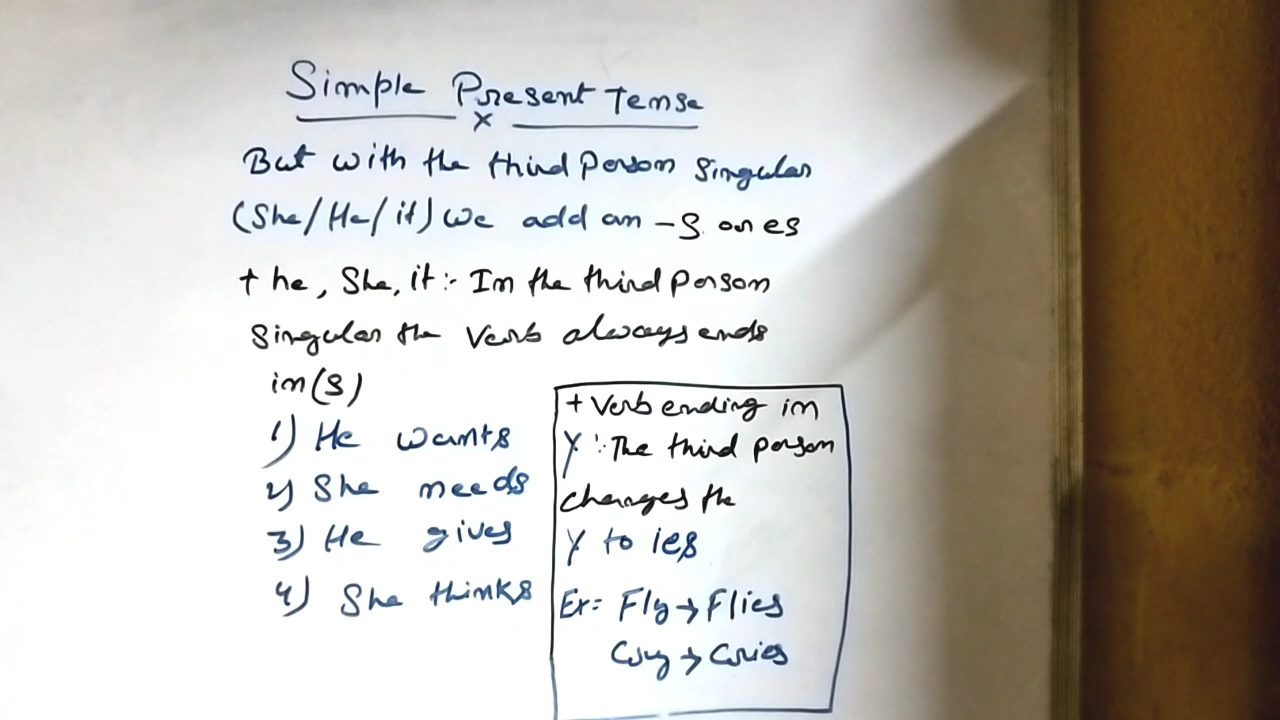 Simple Present Tense
x
But with the third Person Singular
(She/He/it) we add an -S or es
+ he, She, it :- In the third person
Singular the Verb always ends
in (S)
1) He wants
2) She needs
3) He gives
4) She thinks
+ Verb ending in
Y :- The third person
changes the
Y to ies
Ex= Fly → Flies
Cry → Cries